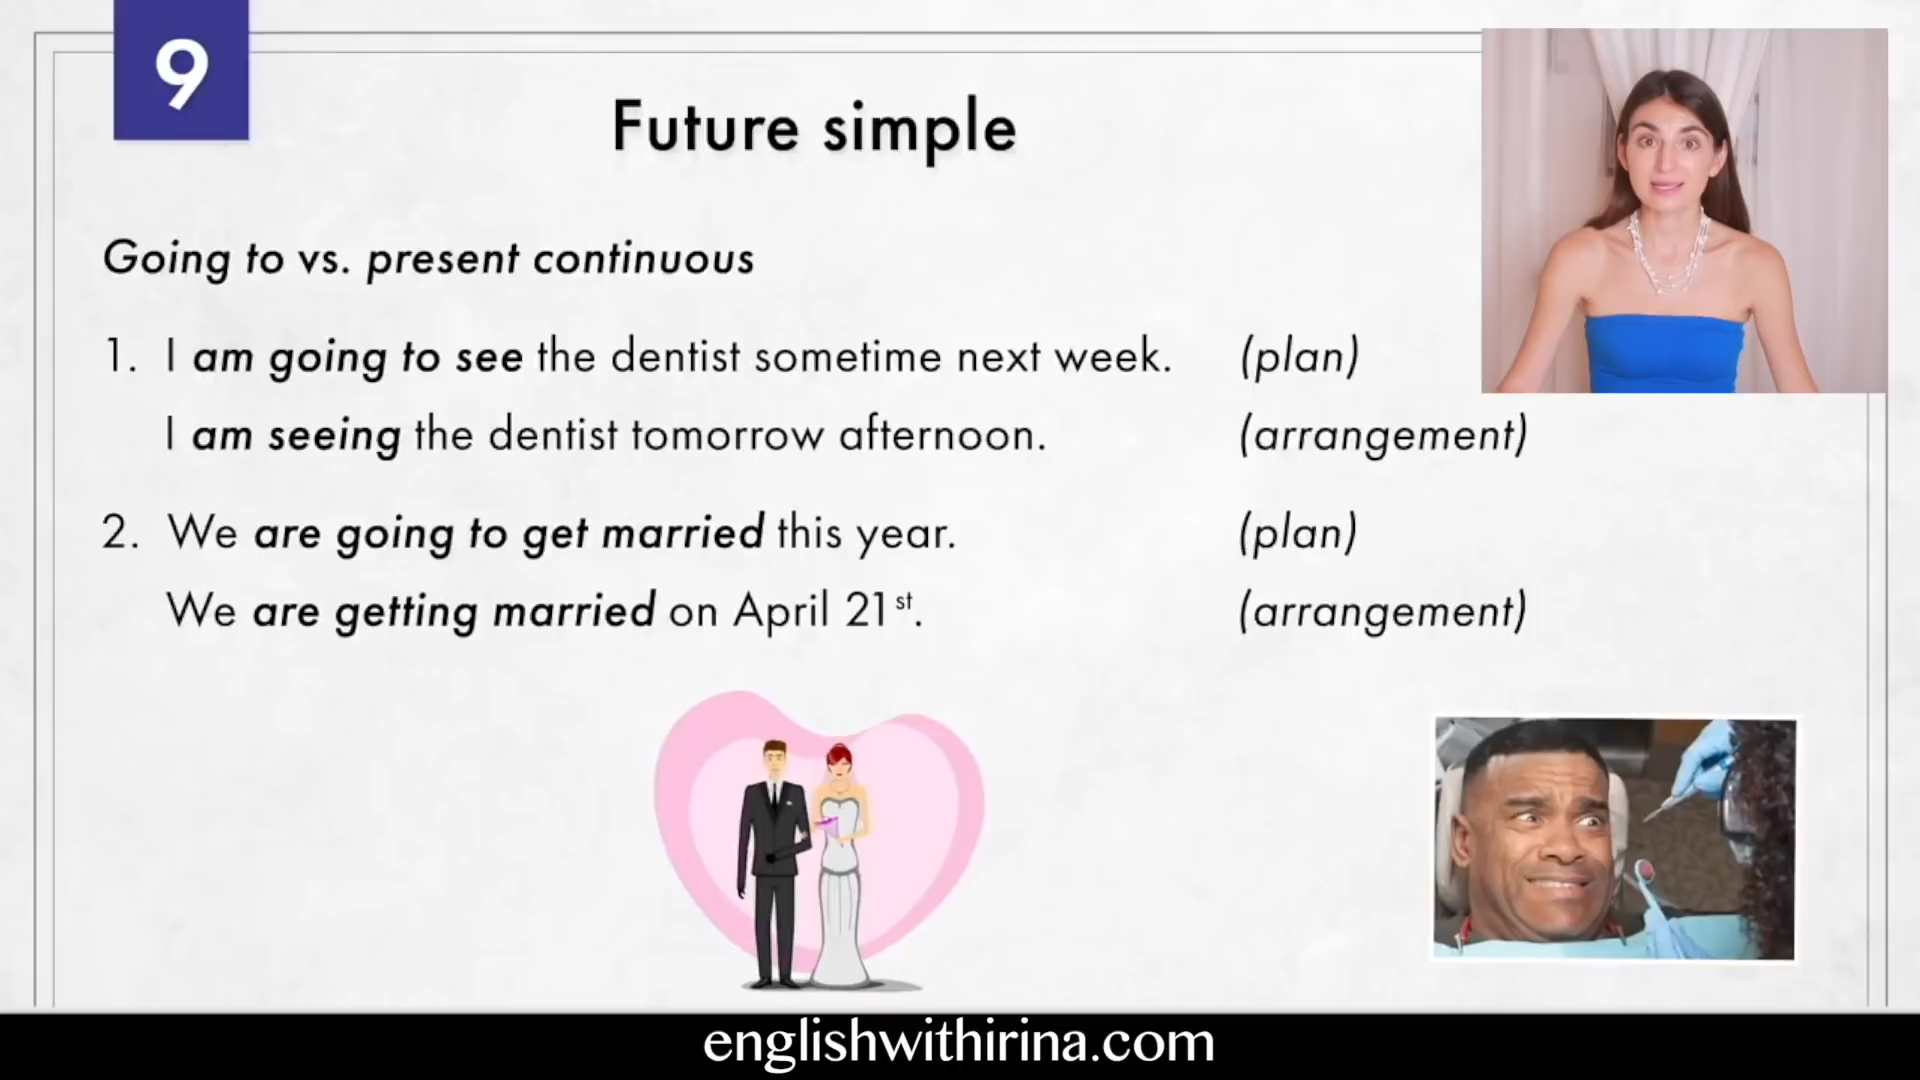 9
Future simple
Going to vs. present continuous
1. I am going to see the dentist sometime next week. (plan)
I am seeing the dentist tomorrow afternoon. (arrangement)
2. We are going to get married this year. (plan)
We are getting married on April 21st. (arrangement)
englishwithirina.com